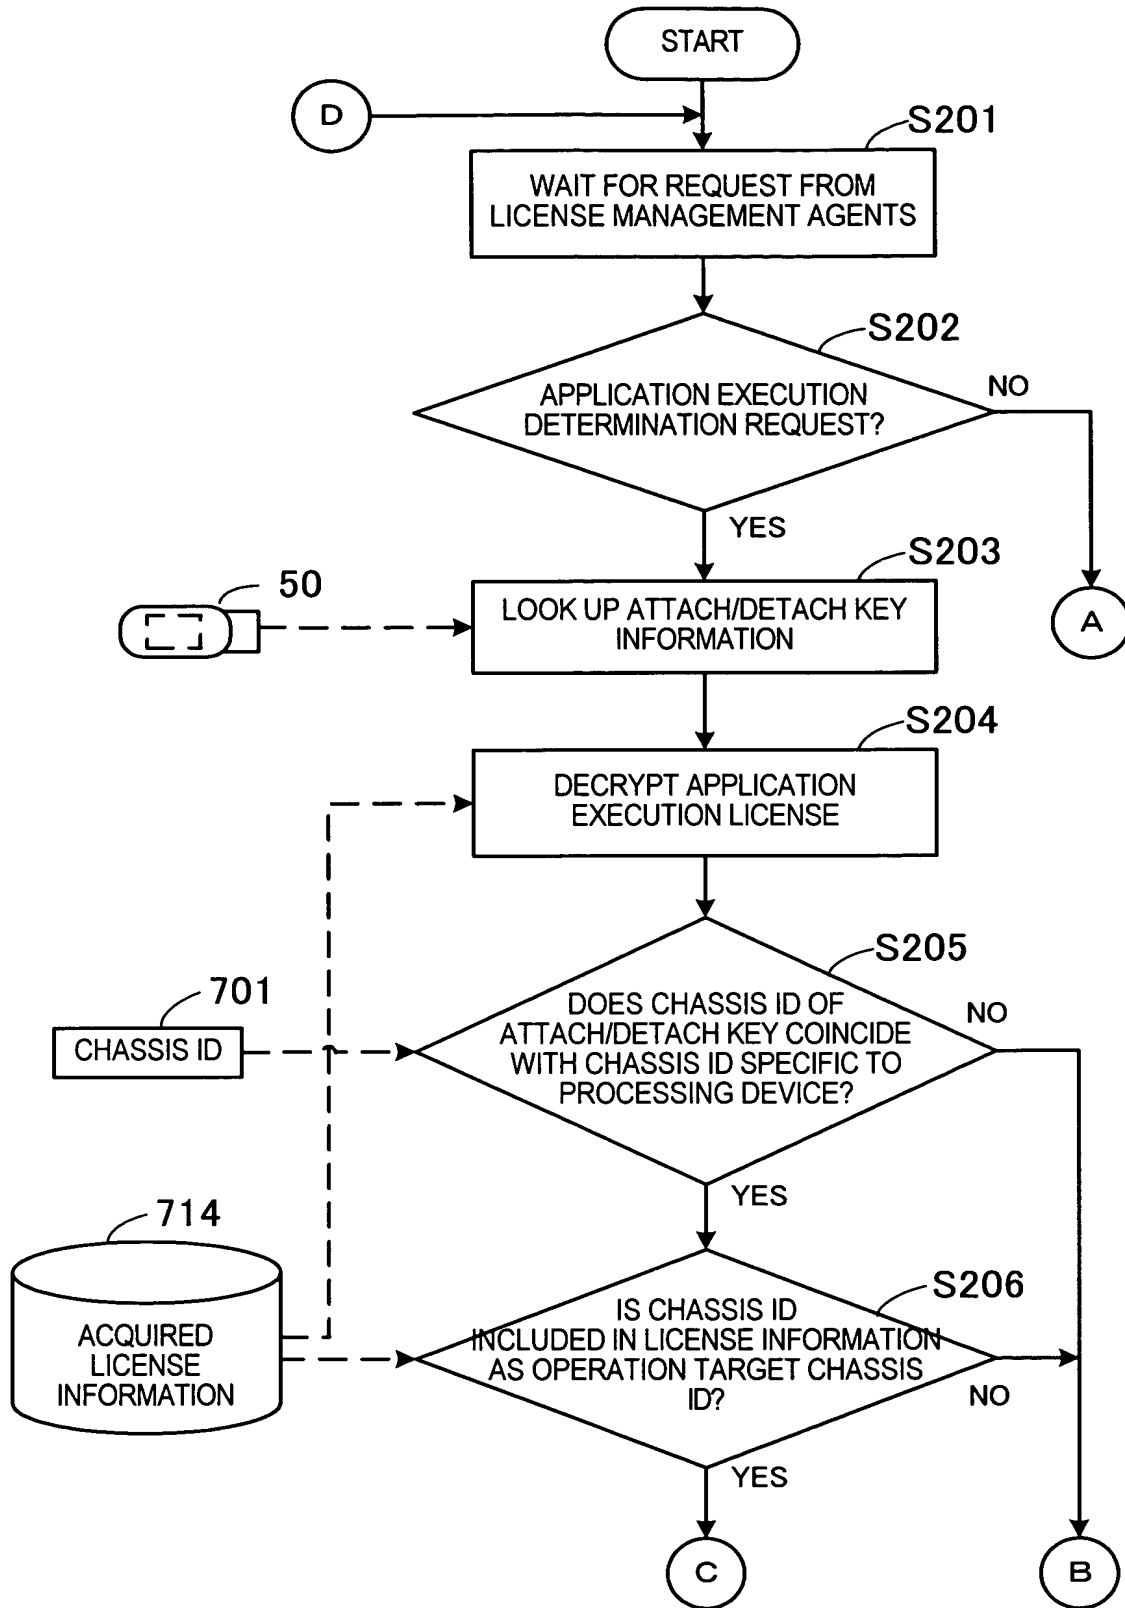 START
D
S201
WAIT FOR REQUEST FROM
LICENSE MANAGEMENT AGENTS
S202
APPLICATION EXECUTION
DETERMINATION REQUEST?
NO
YES
S203
50
LOOK UP ATTACH/DETACH KEY
INFORMATION
A
S204
DECRYPT APPLICATION
EXECUTION LICENSE
S205
701
CHASSIS ID
DOES CHASSIS ID OF
ATTACH/DETACH KEY COINCIDE
WITH CHASSIS ID SPECIFIC TO
PROCESSING DEVICE?
NO
YES
714
ACQUIRED
LICENSE
INFORMATION
S206
IS CHASSIS ID
INCLUDED IN LICENSE INFORMATION
AS OPERATION TARGET CHASSIS
ID?
NO
YES
C
B